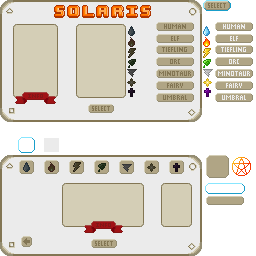 SELECT
SOLARIS
HUMAN HUMAN
ELF ELF
TIEFLING TIEFLING
ORC ORC
MINOTAUR MINOTAUR
FAIRY FAIRY
UMBRAL UMBRAL
SELECT
SELECT